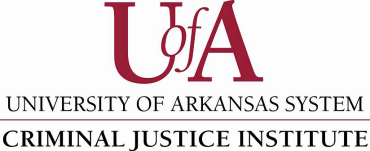 UofA
UNIVERSITY OF ARKANSAS SYSTEM
CRIMINAL JUSTICE INSTITUTE